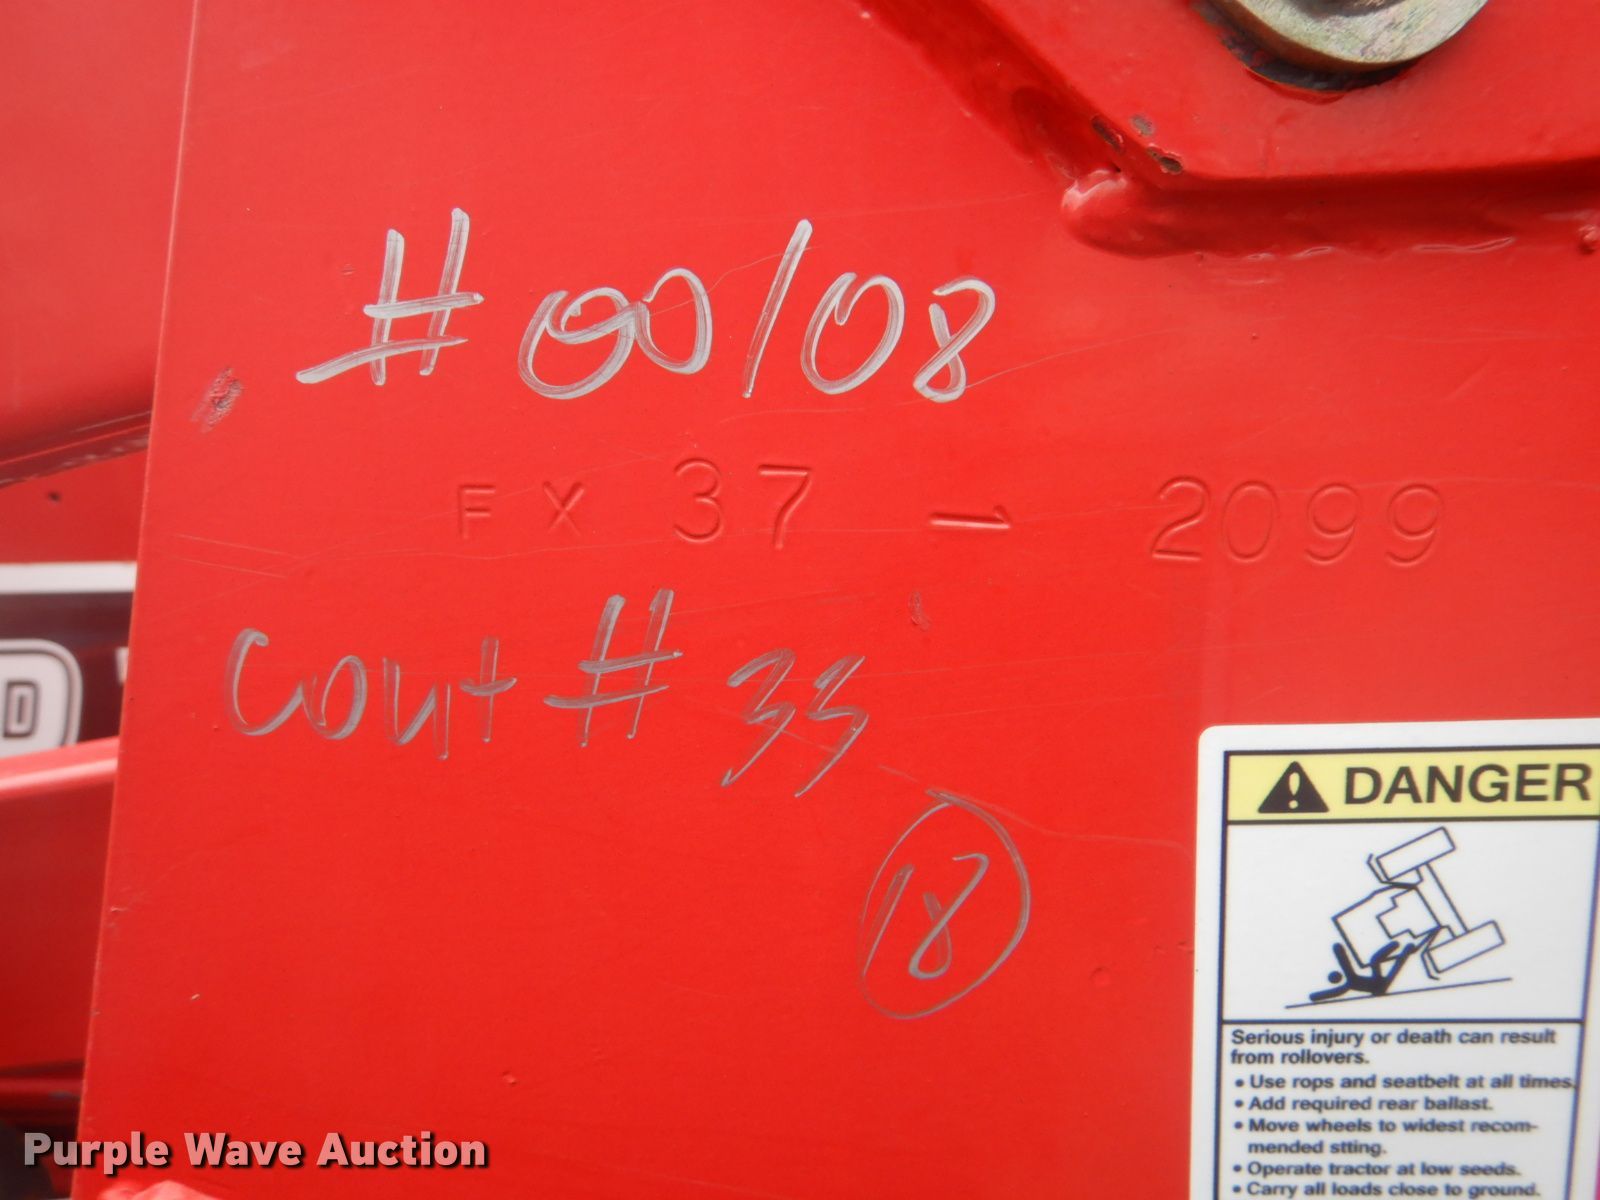 #00108
FX 37 - 2099
Cont # 33
18
D
DANGER
Serious injury or death can result
from rollovers.
• Use rops and seatbelt at all times.
• Add required rear ballast.
• Move wheels to widest recom-
mended stting.
• Operate tractor at low seeds.
• Carry all loads close to ground.
Purple Wave Auction